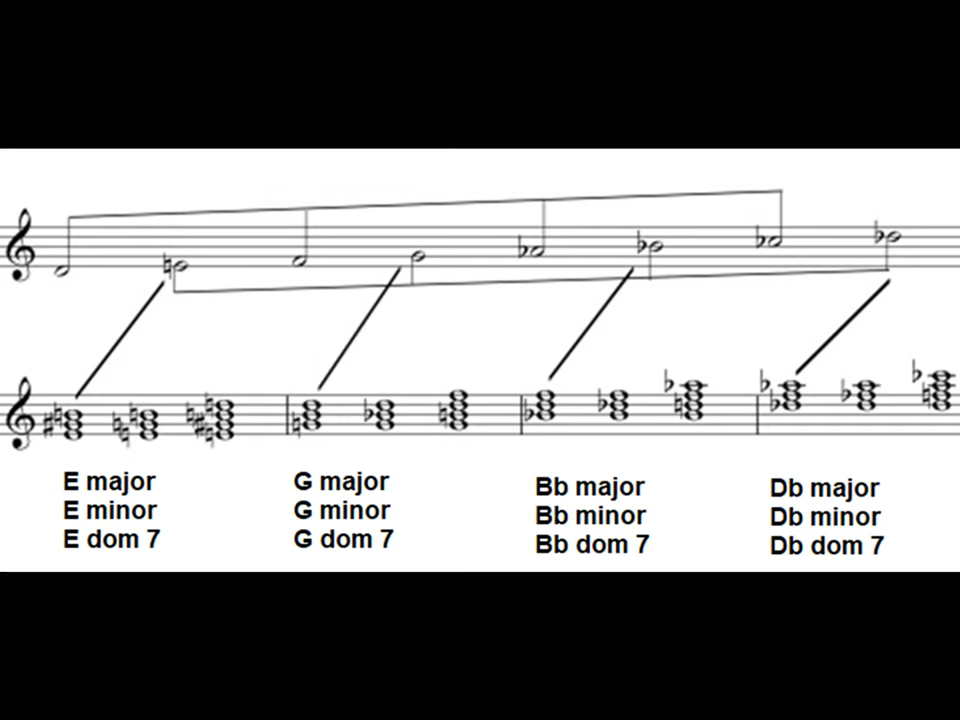 E major
E minor
E dom 7
G major
G minor
G dom 7
Bb major
Bb minor
Bb dom 7
Db major
Db minor
Db dom 7